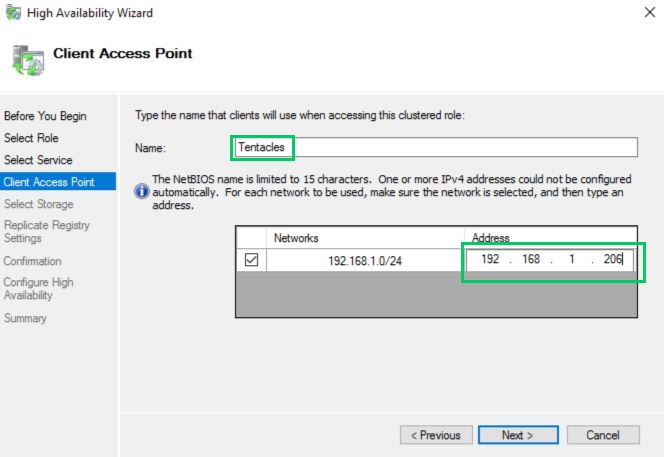 High Availability Wizard
Client Access Point
Before You Begin
Select Role
Select Service
Client Access Point
Select Storage
Replicate Registry
Settings
Confirmation
Configure High
Availability
Summary
Type the name that clients will use when accessing this clustered role:
Name: Tentacles
The NetBIOS name is limited to 15 characters. One or more IPv4 addresses could not be configured
automatically. For each network to be used, make sure the network is selected, and then type an
address.
Networks Address
192.168.1.0/24 192 . 168 . 1 . 206
< Previous Next > Cancel